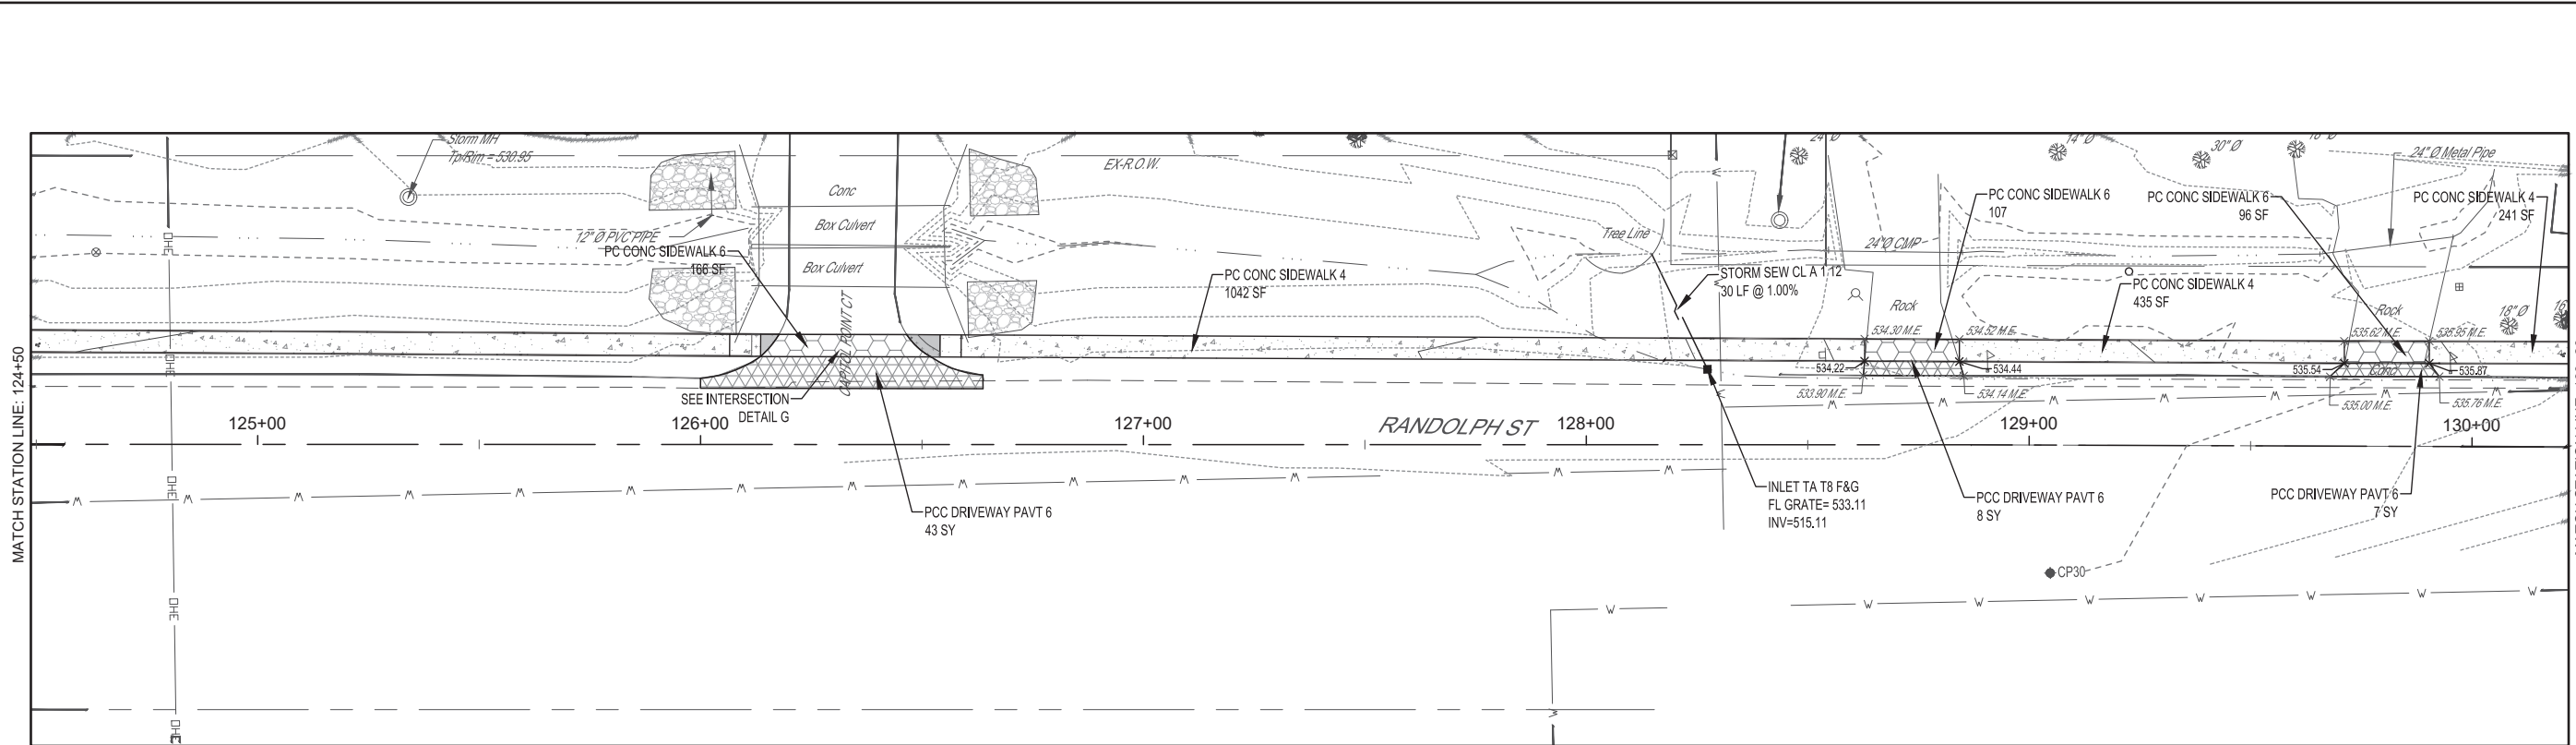 Storm MH
Tp/Rim = 530.95
12" Ø PVC PIPE
PC CONC SIDEWALK 6
166 SF
Conc
Box Culvert
Box Culvert
CAPITOL POINT CT
EX-R.O.W.
PC CONC SIDEWALK 4
1042 SF
Tree Line
STORM SEW CL A 1 12
30 LF @ 1.00%
24" Ø
24" Ø CMP
14" Ø
30" Ø
24" Ø Metal Pipe
PC CONC SIDEWALK 6
107
PC CONC SIDEWALK 6
96 SF
PC CONC SIDEWALK 4
241 SF
PC CONC SIDEWALK 4
435 SF
Rock
Rock
18" Ø
534.30 M.E.
534.52 M.E.
535.62 M.E.
535.95 M.E.
534.22
534.44
535.54
535.87
Conc
533.90 M.E.
534.14 M.E.
535.00 M.E.
535.76 M.E.
MATCH STATION LINE: 124+50
OHE
OHE
OHE
OHE
OHE
SEE INTERSECTION
DETAIL G
125+00
126+00
127+00
RANDOLPH ST
128+00
129+00
130+00
PCC DRIVEWAY PAVT 6
43 SY
INLET TA T8 F&G
FL GRATE= 533.11
INV=515.11
PCC DRIVEWAY PAVT 6
8 SY
PCC DRIVEWAY PAVT 6
7 SY
CP30